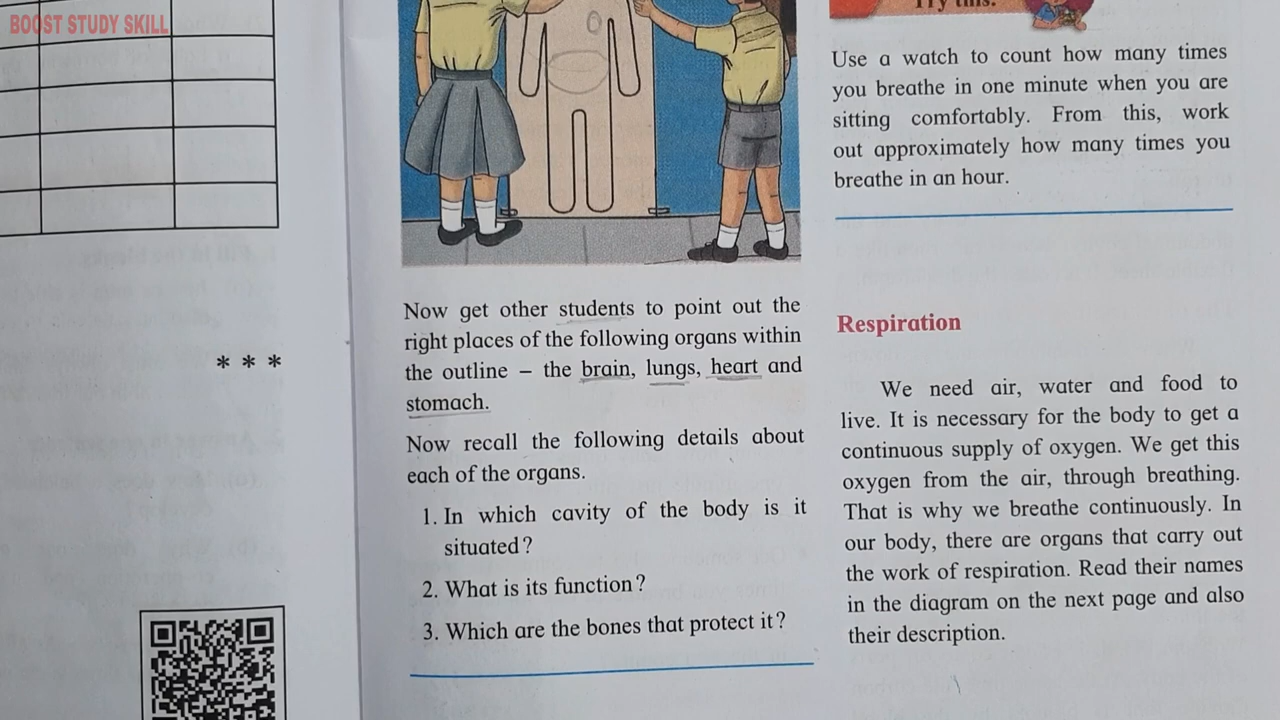 BOOST STUDY SKILL
* * *
Now get other students to point out the
right places of the following organs within
the outline – the brain, lungs, heart and
stomach.
Now recall the following details about
each of the organs.
1. In which cavity of the body is it
situated?
2. What is its function?
3. Which are the bones that protect it?
Try this.
Use a watch to count how many times
you breathe in one minute when you are
sitting comfortably. From this, work
out approximately how many times you
breathe in an hour.
Respiration
We need air, water and food to
live. It is necessary for the body to get a
continuous supply of oxygen. We get this
oxygen from the air, through breathing.
That is why we breathe continuously. In
our body, there are organs that carry out
the work of respiration. Read their names
in the diagram on the next page and also
their description.